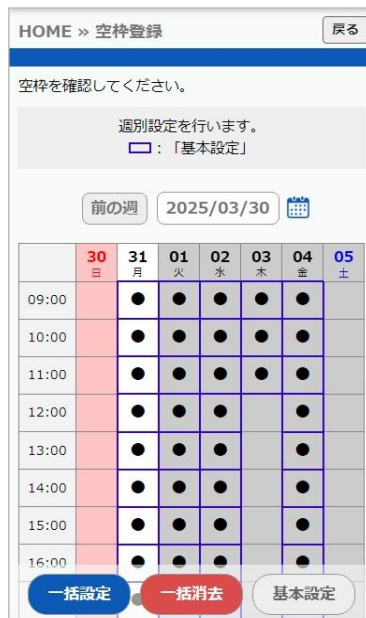 HOME » 空枠登録 戻る
空枠を確認してください。
週別設定を行います。
：「基本設定」
前の週 2025/03/30
30 31 01 02 03 04 05
日 月 火 水 木 金 土
09:00 ● ● ● ● ●
10:00 ● ● ● ● ●
11:00 ● ● ● ● ●
12:00 ● ● ● ●
13:00 ● ● ● ●
14:00 ● ● ● ●
15:00 ● ● ● ●
16:00 ● ● ● ●
一括設定 一括消去 基本設定